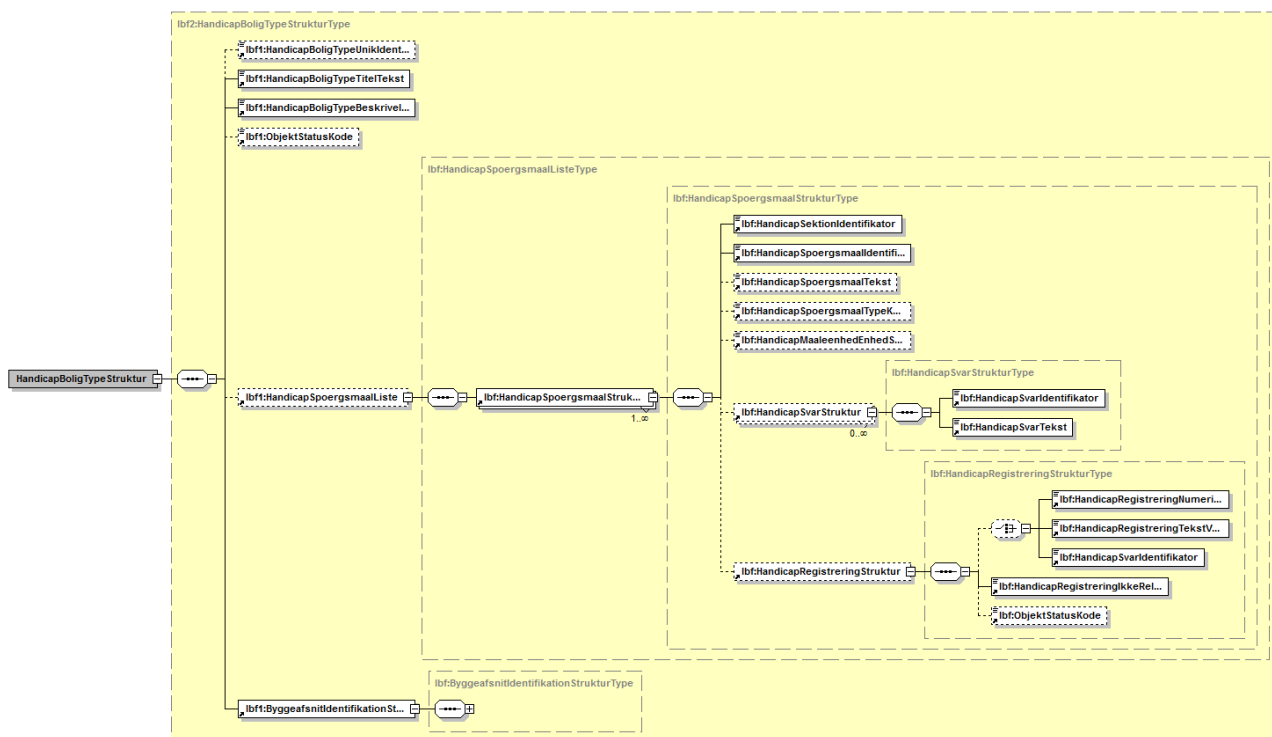 lbf2:HandicapBoligTypeStrukturType
lbf1:HandicapBoligTypeUnikIdent...
lbf1:HandicapBoligTypeTitelTekst
lbf1:HandicapBoligTypeBeskrivel...
lbf1:ObjektStatusKode
lbf:HandicapSpoergsmaalListeType
lbf:HandicapSpoergsmaalStrukturType
lbf:HandicapSektionIdentifikator
lbf:HandicapSpoergsmaalIdentifi...
lbf:HandicapSpoergsmaalTekst
lbf:HandicapSpoergsmaalTypeK...
lbf:HandicapMaaleenhedEnhedS...
HandicapBoligTypeStruktur
lbf1:HandicapSpoergsmaalListe
lbf:HandicapSpoergsmaalStruk...
1..∞
lbf:HandicapSvarStrukturType
lbf:HandicapSvarStruktur
0..∞
lbf:HandicapSvarIdentifikator
lbf:HandicapSvarTekst
lbf:HandicapRegistreringStrukturType
lbf:HandicapRegistreringNumeri...
lbf:HandicapRegistreringTekstV...
lbf:HandicapSvarIdentifikator
lbf:HandicapRegistreringStruktur
lbf:HandicapRegistreringIkkeRel...
lbf:ObjektStatusKode
lbf:ByggeafsnitIdentifikationStrukturType
lbf1:ByggeafsnitIdentifikationSt...